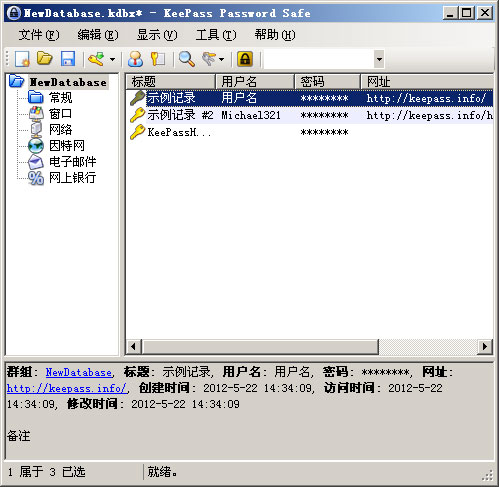 NewDatabase.kdbx* - KeePass Password Safe
文件(F) 编辑(E) 显示(V) 工具(T) 帮助(H)
NewDatabase
常规
窗口
网络
因特网
电子邮件
网上银行
标题 用户名 密码 网址
示例记录 用户名 ******** http://keepass.info/
示例记录 #2 Michael321 ******** http://keepass.info/h
KeePassH... ********
群组: NewDatabase, 标题: 示例记录, 用户名: 用户名, 密码: ********, 网址:
http://keepass.info/, 创建时间: 2012-5-22 14:34:09, 访问时间: 2012-5-22
14:34:09, 修改时间: 2012-5-22 14:34:09
备注
1 属于 3 已选 就绪。